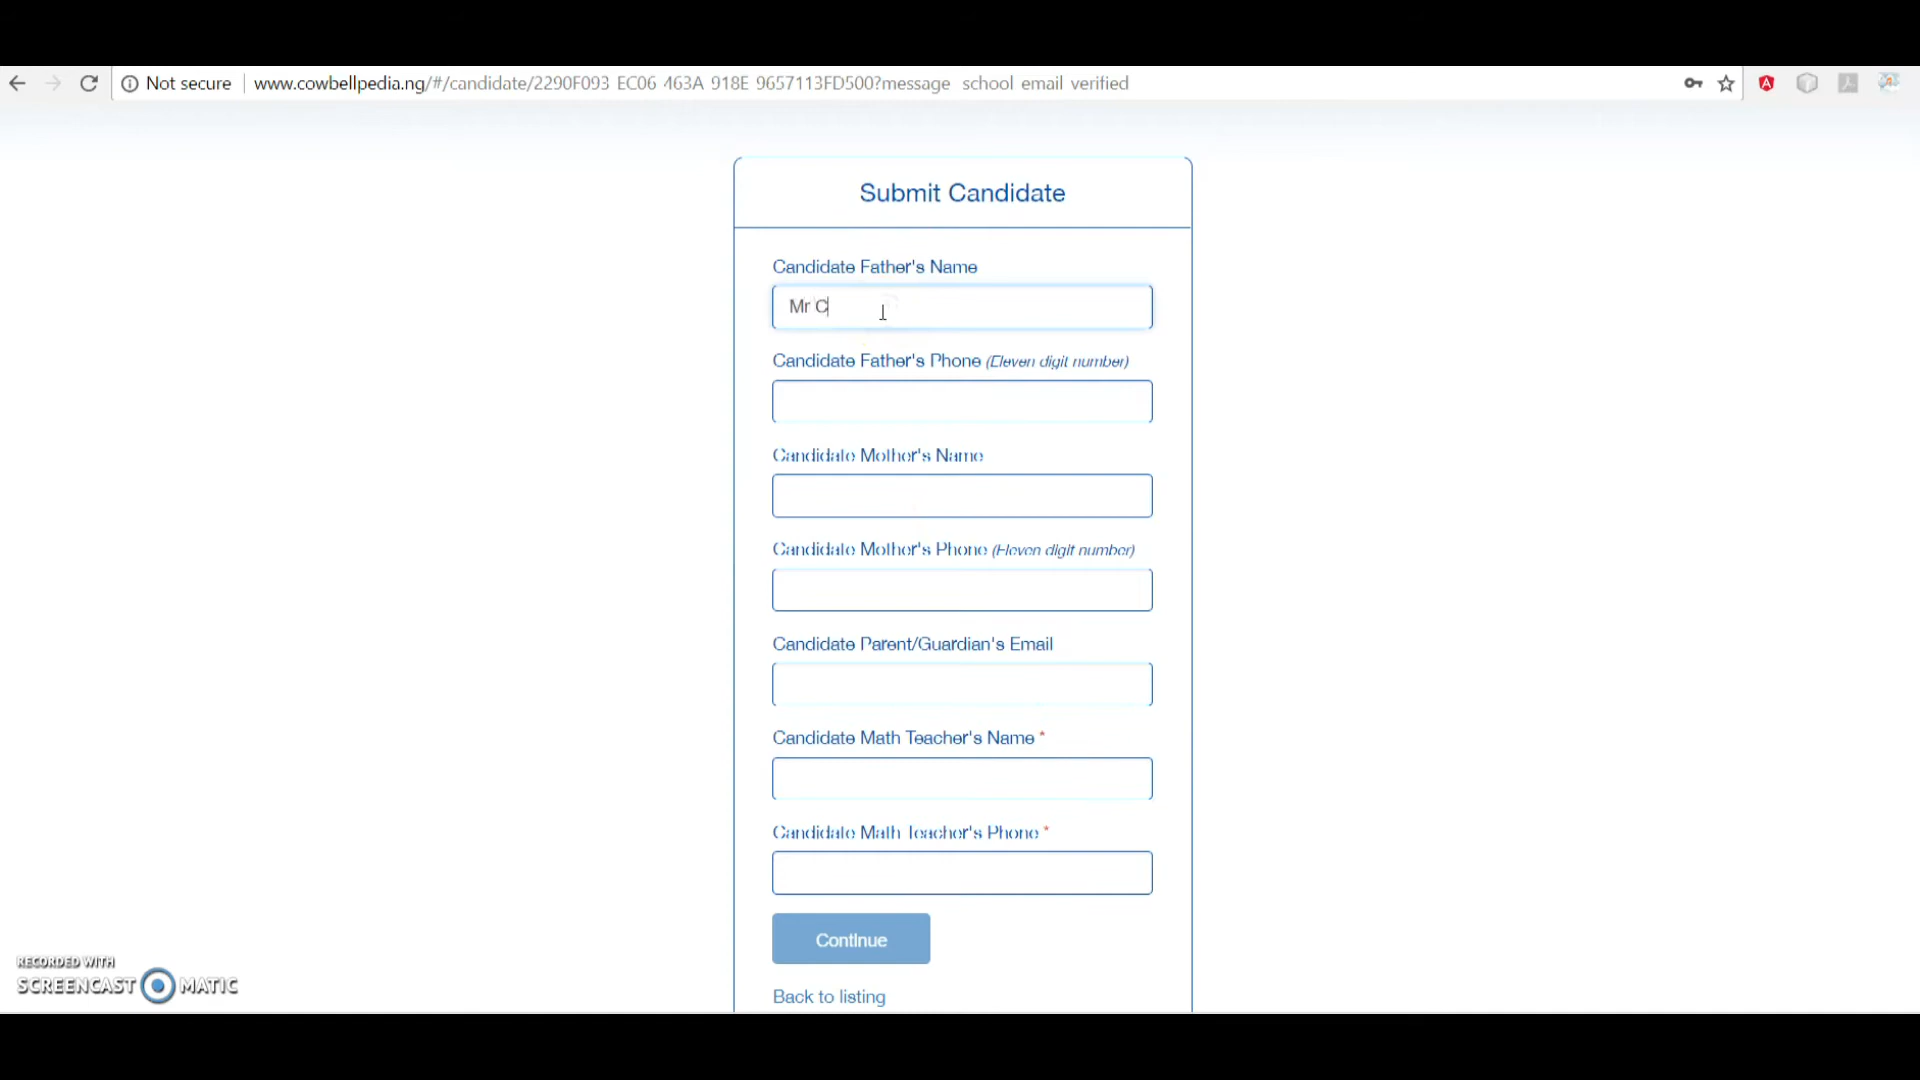 Not secure www.cowbellpedia.ng/#/candidate/2290F093 EC06 463A 918E 9657113FD500?message school email verified
Submit Candidate
Candidate Father's Name
Mr C
Candidate Father's Phone (Eleven digit number)
Candidate Mother's Name
Candidate Mother's Phone (Eleven digit number)
Candidate Parent/Guardian's Email
Candidate Math Teacher's Name *
Candidate Math Teacher's Phone *
Continue
Back to listing
RECORDED WITH
SCREENCAST MATIC